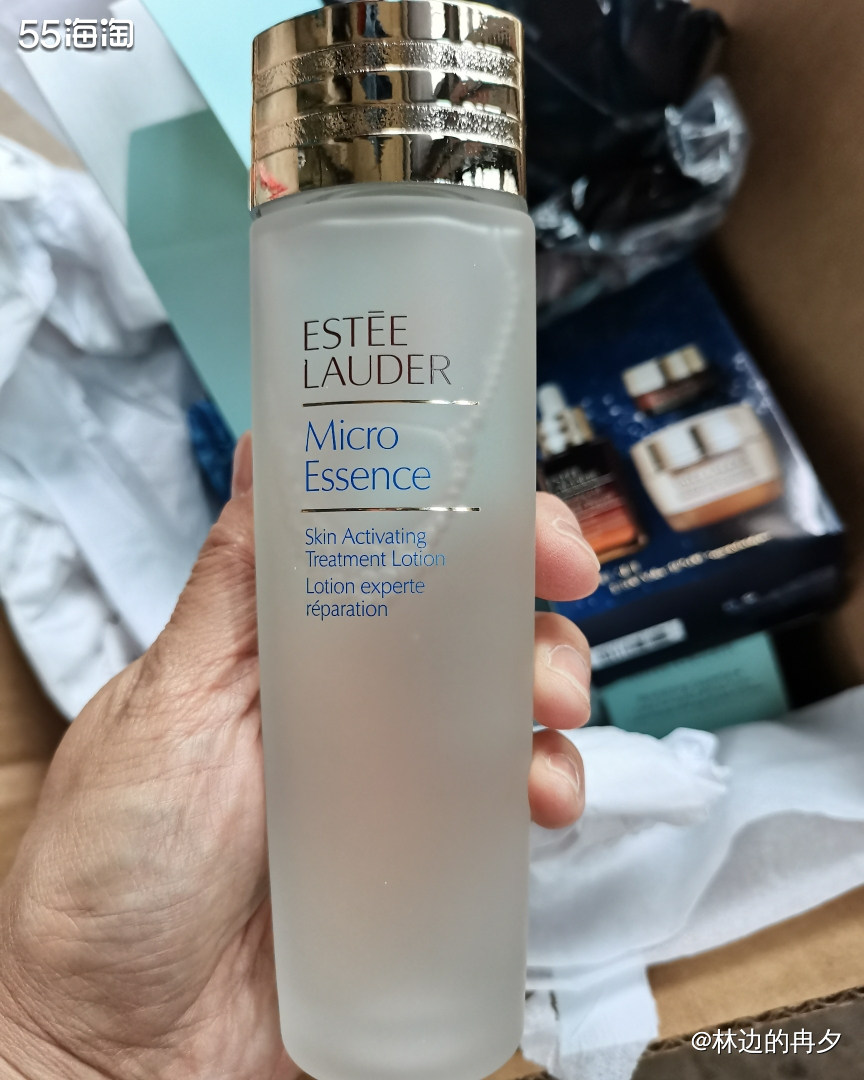 55海淘
ESTĒE
LAUDER
Micro
Essence
Skin Activating
Treatment Lotion
Lotion experte
réparation
@林边的冉夕